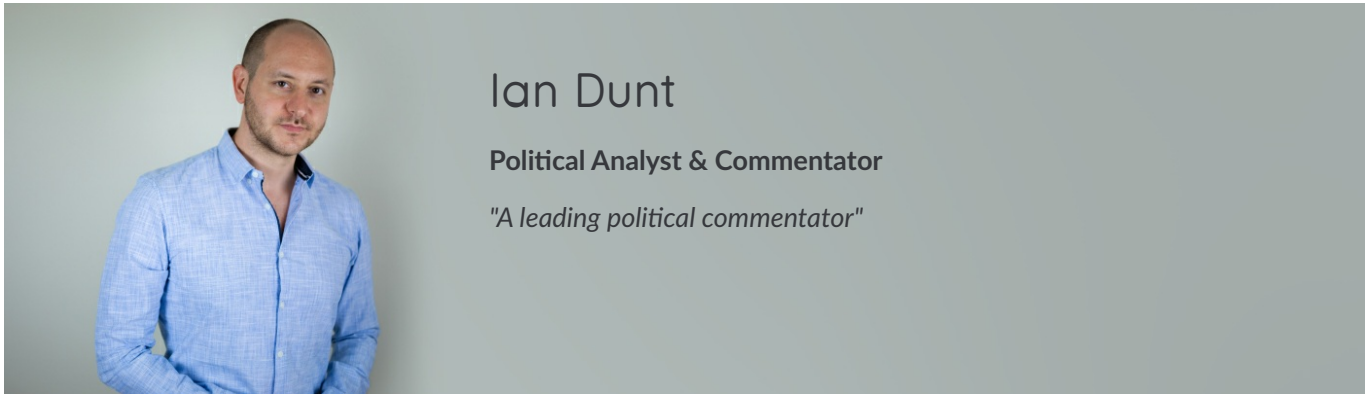 Ian Dunt
Political Analyst & Commentator
"A leading political commentator"